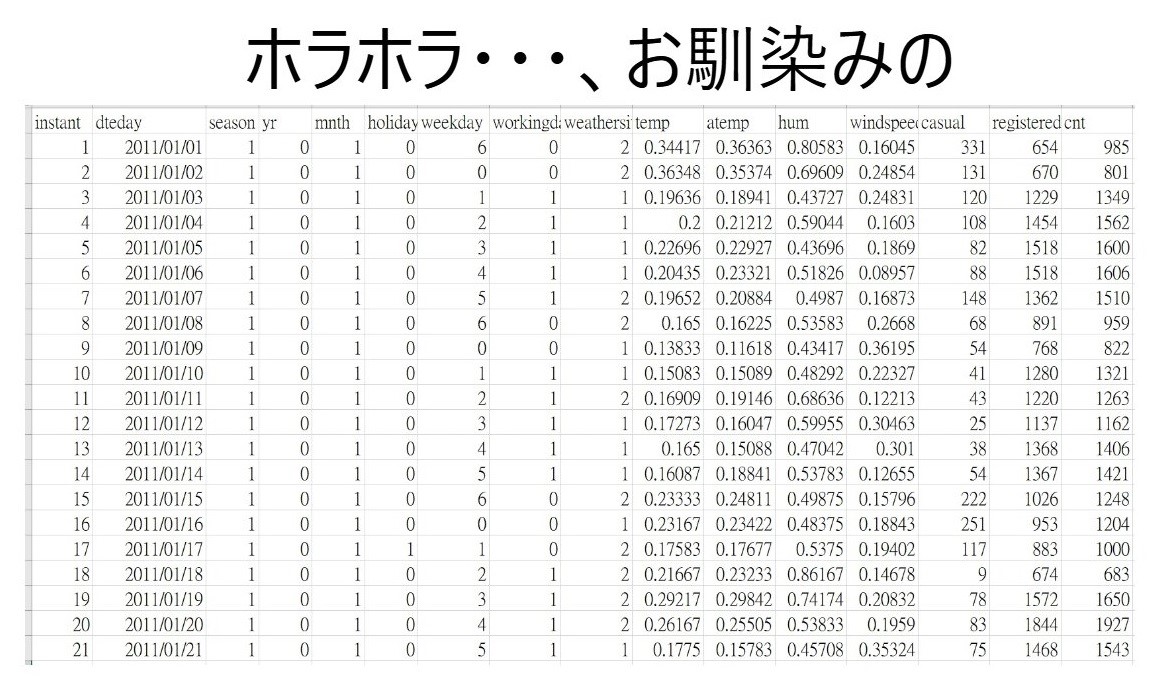 ホラホラ・・・、お馴染みの
instant dteday season yr mnth holiday weekday workingda weathersi temp atemp hum windspeed casual registered cnt
1 2011/01/01 1 0 1 0 6 0 2 0.34417 0.36363 0.80583 0.16045 331 654 985
2 2011/01/02 1 0 1 0 0 0 2 0.36348 0.35374 0.69609 0.24854 131 670 801
3 2011/01/03 1 0 1 0 1 1 1 0.19636 0.18941 0.43727 0.24831 120 1229 1349
4 2011/01/04 1 0 1 0 2 1 1 0.2 0.21212 0.59044 0.1603 108 1454 1562
5 2011/01/05 1 0 1 0 3 1 1 0.22696 0.22927 0.43696 0.1869 82 1518 1600
6 2011/01/06 1 0 1 0 4 1 1 0.20435 0.23321 0.51826 0.08957 88 1518 1606
7 2011/01/07 1 0 1 0 5 1 2 0.19652 0.20884 0.4987 0.16873 148 1362 1510
8 2011/01/08 1 0 1 0 6 0 2 0.165 0.16225 0.53583 0.2668 68 891 959
9 2011/01/09 1 0 1 0 0 0 1 0.13833 0.11618 0.43417 0.36195 54 768 822
10 2011/01/10 1 0 1 0 1 1 1 0.15083 0.15089 0.48292 0.22327 41 1280 1321
11 2011/01/11 1 0 1 0 2 1 2 0.16909 0.19146 0.68636 0.12213 43 1220 1263
12 2011/01/12 1 0 1 0 3 1 1 0.17273 0.16047 0.59955 0.30463 25 1137 1162
13 2011/01/13 1 0 1 0 4 1 1 0.165 0.15088 0.47042 0.301 38 1368 1406
14 2011/01/14 1 0 1 0 5 1 1 0.16087 0.18841 0.53783 0.12655 54 1367 1421
15 2011/01/15 1 0 1 0 6 0 2 0.23333 0.24811 0.49875 0.15796 222 1026 1248
16 2011/01/16 1 0 1 0 0 0 1 0.23167 0.23422 0.48375 0.18843 251 953 1204
17 2011/01/17 1 0 1 1 1 0 2 0.17583 0.17677 0.5375 0.19402 117 883 1000
18 2011/01/18 1 0 1 0 2 1 2 0.21667 0.23233 0.86167 0.14678 9 674 683
19 2011/01/19 1 0 1 0 3 1 2 0.29217 0.29842 0.74174 0.20832 78 1572 1650
20 2011/01/20 1 0 1 0 4 1 2 0.26167 0.25505 0.53833 0.1959 83 1844 1927
21 2011/01/21 1 0 1 0 5 1 1 0.1775 0.15783 0.45708 0.35324 75 1468 1543